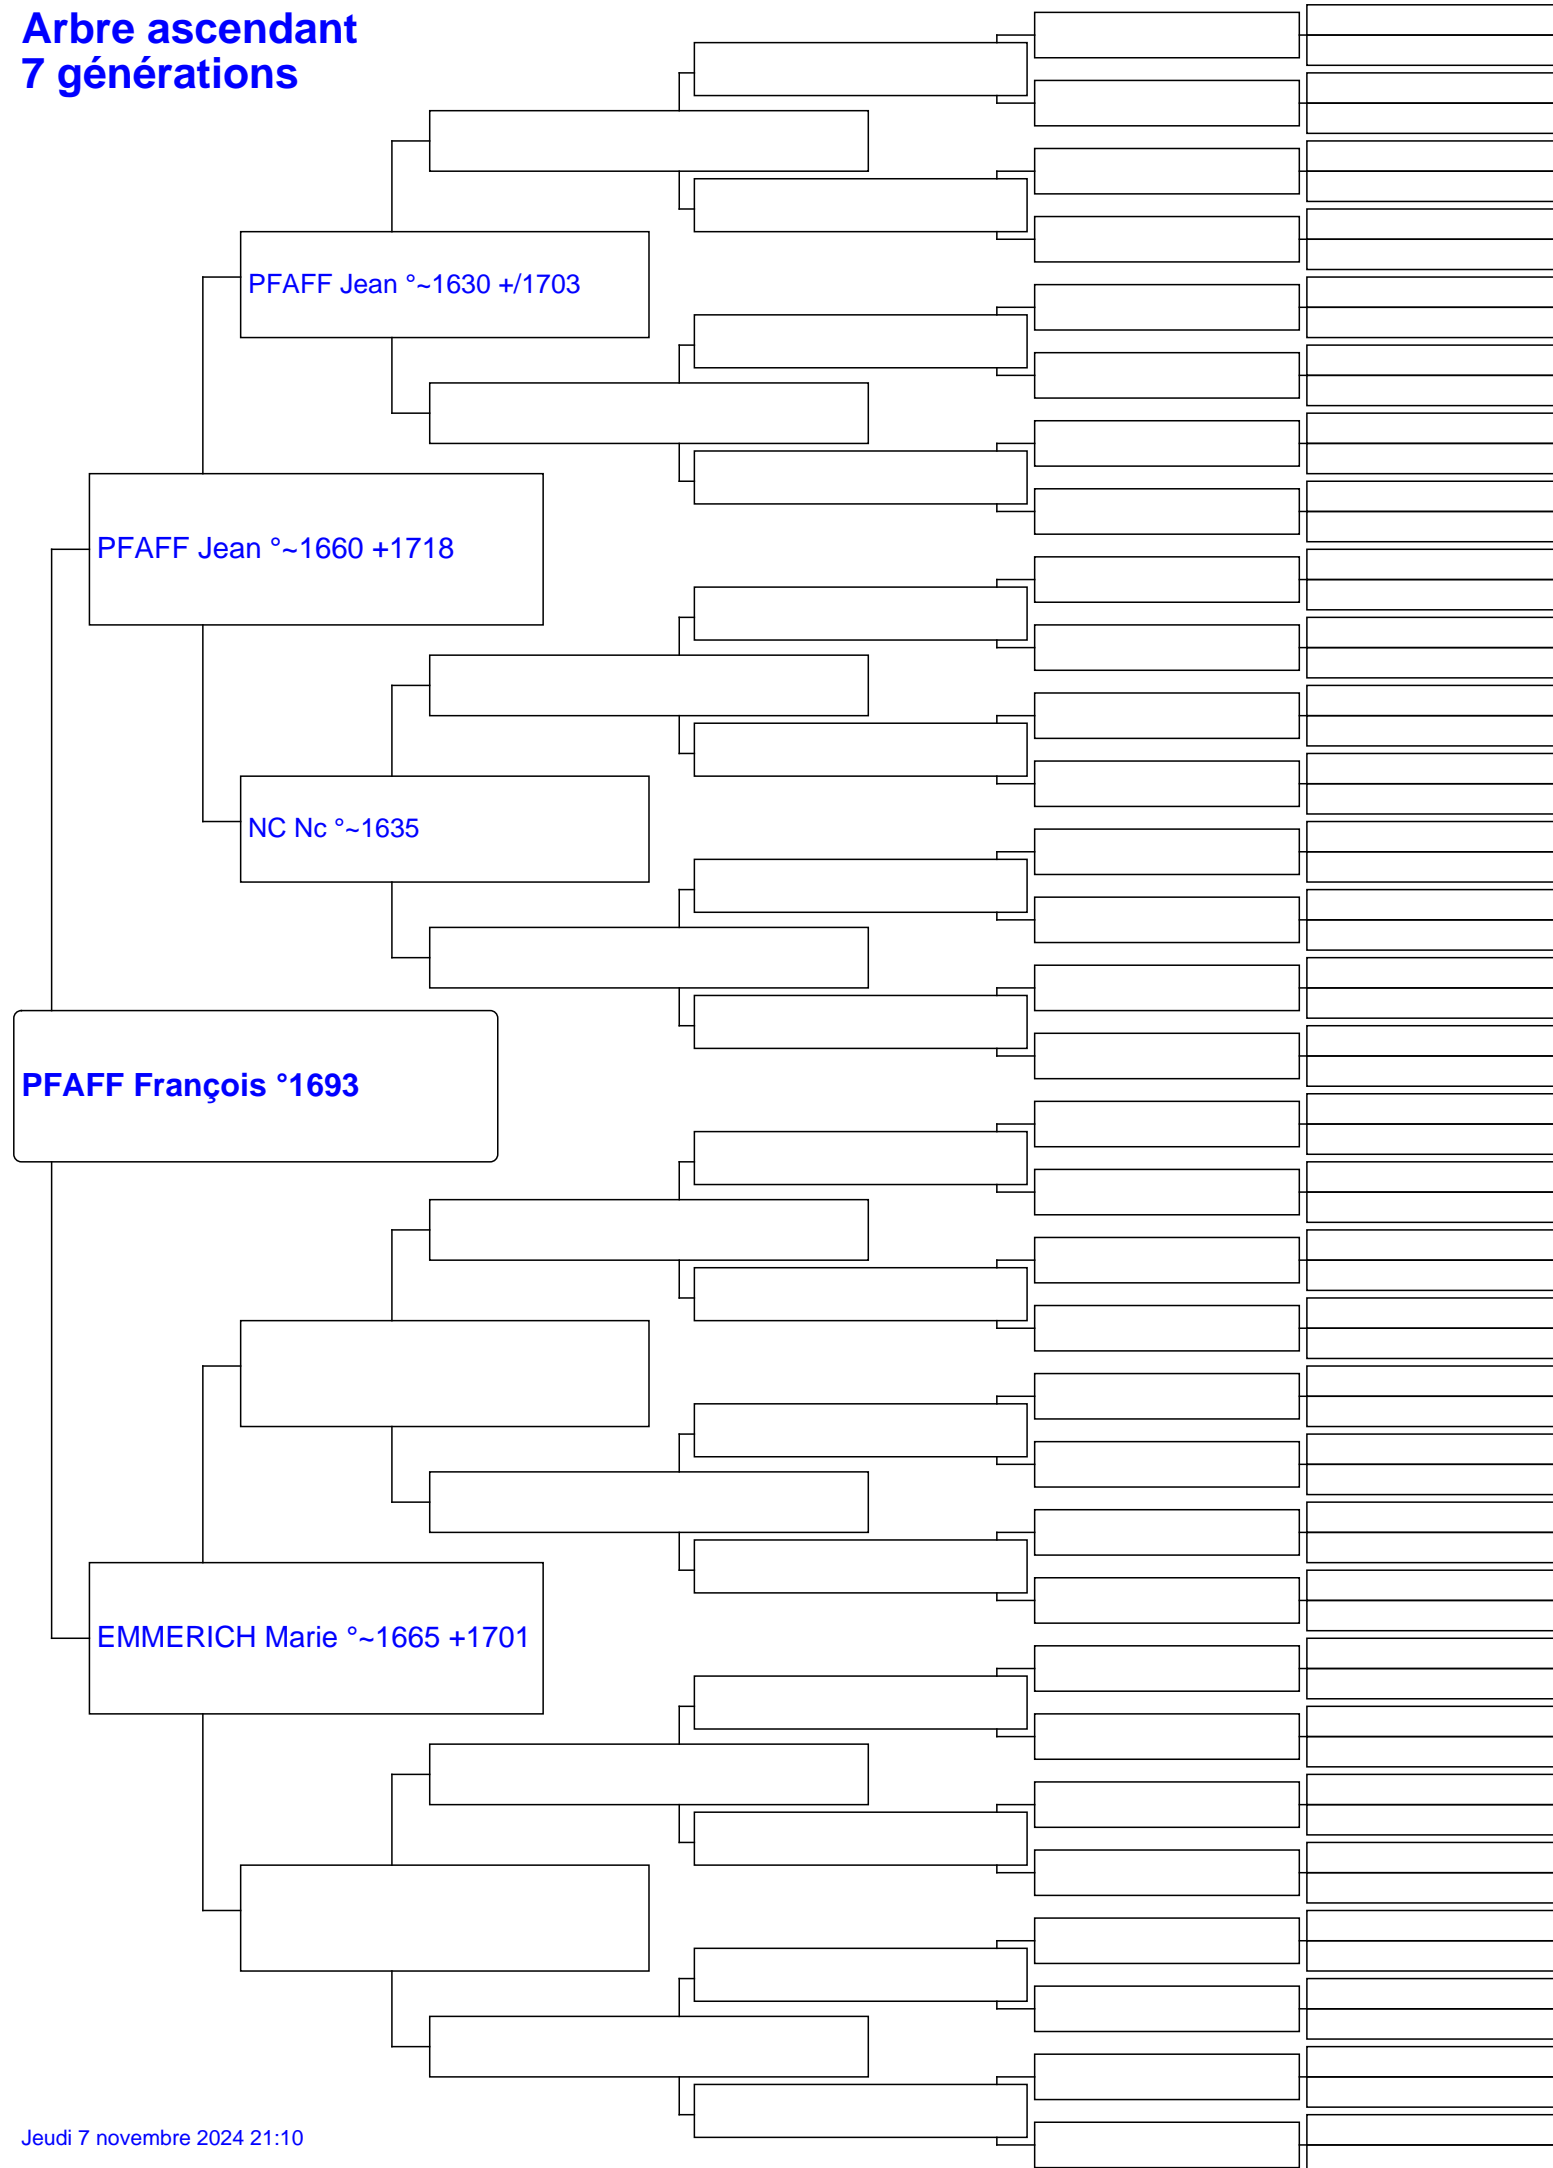 Arbre ascendant
7 générations
PFAFF Jean °~1630 +/1703
PFAFF Jean °~1660 +1718
NC Nc °~1635
PFAFF François °1693
EMMERICH Marie °~1665 +1701
Jeudi 7 novembre 2024 21:10